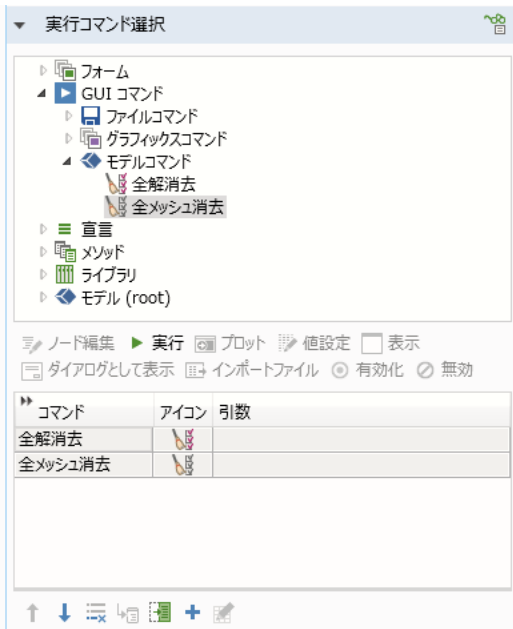 実行コマンド選択
フォーム
GUI コマンド
ファイルコマンド
グラフィックスコマンド
モデルコマンド
全解消去
全メッシュ消去
宣言
メソッド
ライブラリ
モデル (root)
ノード編集 実行 プロット 値設定 表示
ダイアログとして表示 インポートファイル 有効化 無効
コマンド アイコン 引数
全解消去
全メッシュ消去